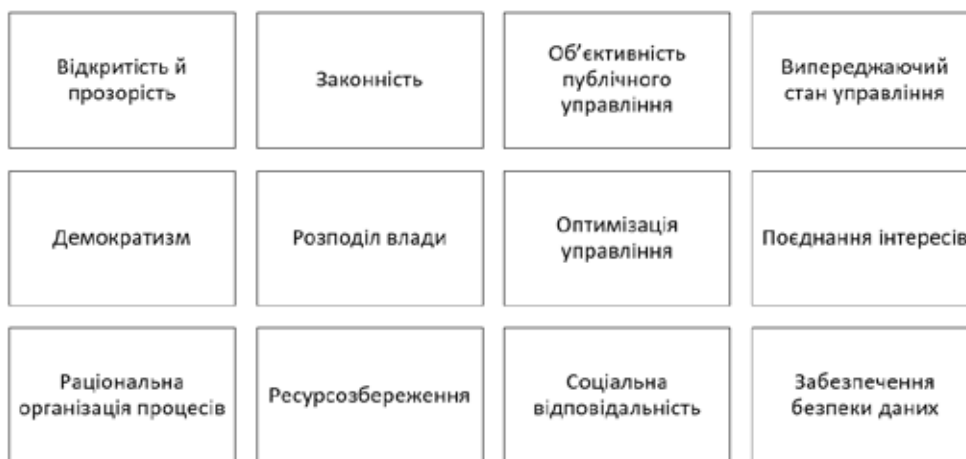 Відкритість й
прозорість
Законність
Об’єктивність
публічного
управління
Випереджаючий
стан управління
Демократизм
Розподіл влади
Оптимізація
управління
Поєднання інтересів
Раціональна
організація процесів
Ресурсозбереження
Соціальна
відповідальність
Забезпечення
безпеки даних